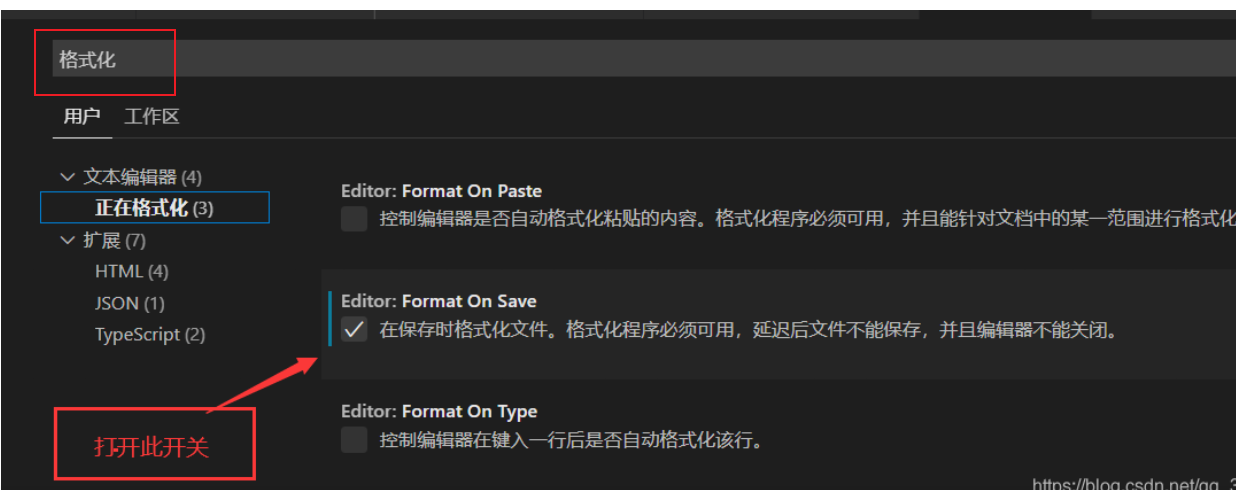 格式化
用户 工作区
文本编辑器 (4)
正在格式化 (3)
扩展 (7)
HTML (4)
JSON (1)
TypeScript (2)
Editor: Format On Paste
控制编辑器是否自动格式化粘贴的内容。格式化程序必须可用，并且能针对文档中的某一范围进行格式化
Editor: Format On Save
在保存时格式化文件。格式化程序必须可用，延迟后文件不能保存，并且编辑器不能关闭。
Editor: Format On Type
控制编辑器在键入一行后是否自动格式化该行。
打开此开关
https://blog.csdn.net/qq_3